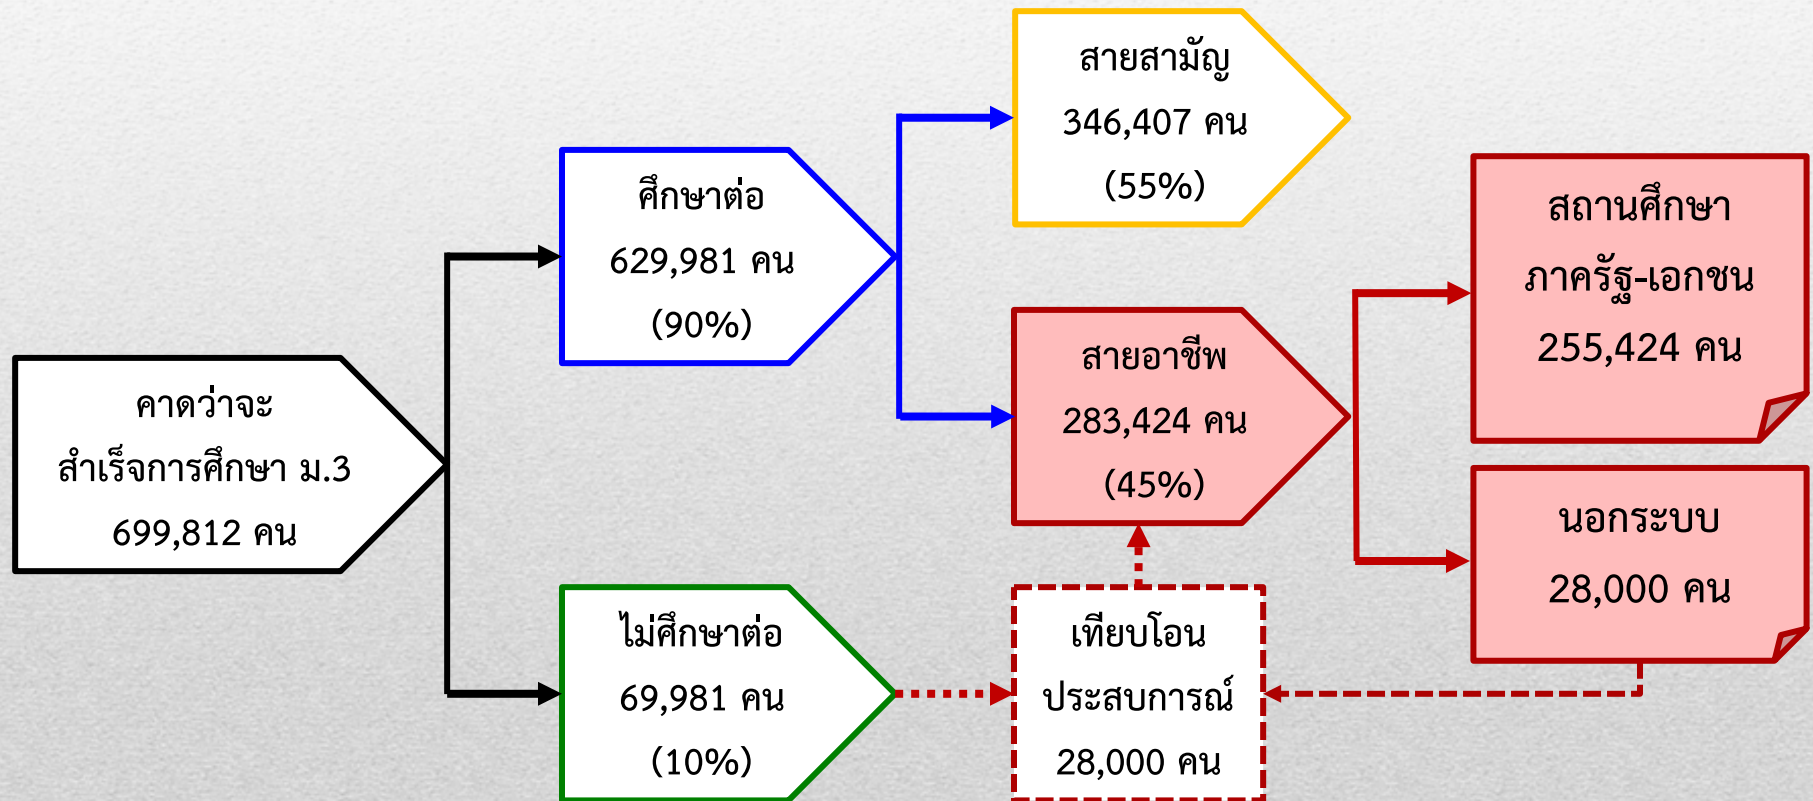 คาดว่าจะ
สำเร็จการศึกษา ม.3
699,812 คน
ศึกษาต่อ
629,981 คน
(90%)
ไม่ศึกษาต่อ
69,981 คน
(10%)
สายสามัญ
346,407 คน
(55%)
สายอาชีพ
283,424 คน
(45%)
เทียบโอน
ประสบการณ์
28,000 คน
สถานศึกษา
ภาครัฐ-เอกชน
255,424 คน
นอกระบบ
28,000 คน